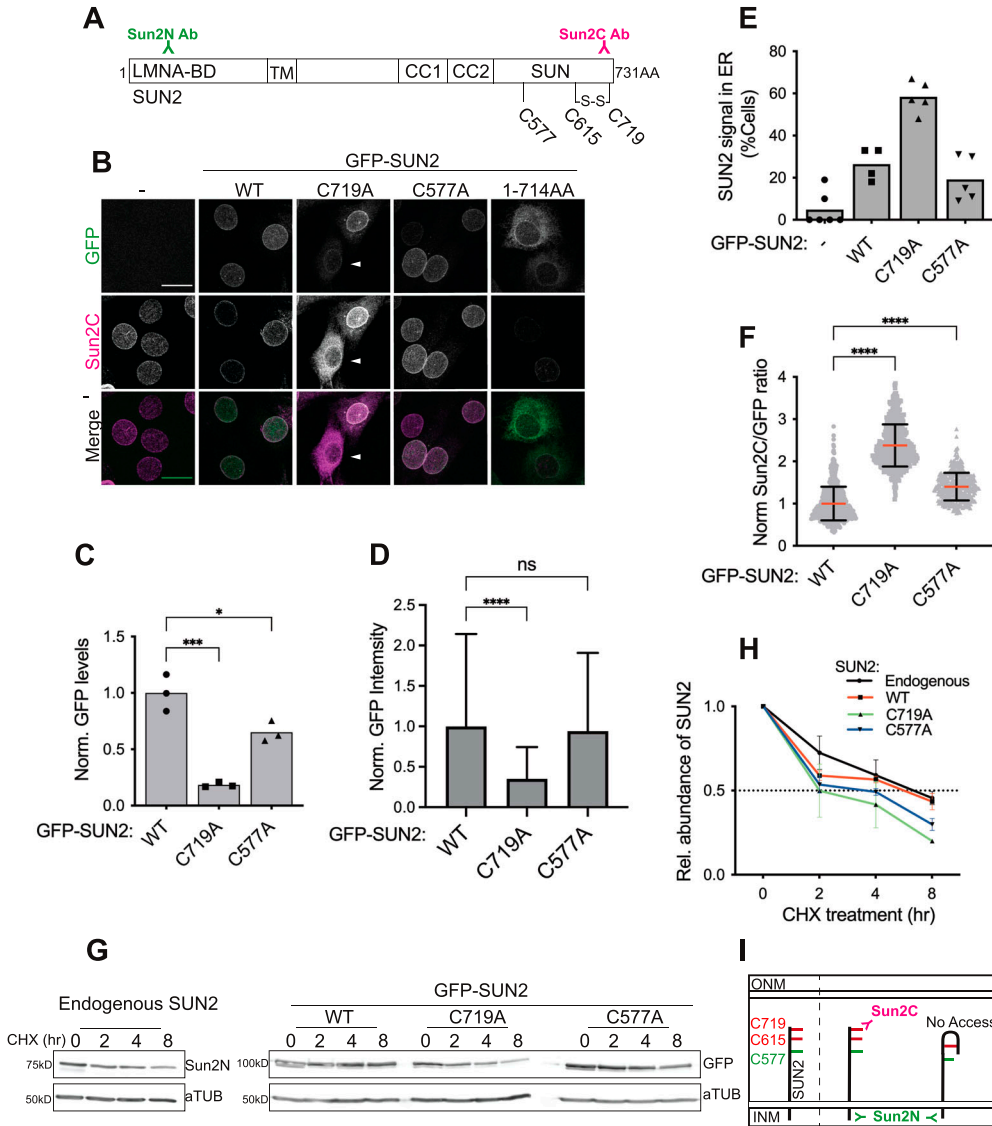 A
Sun2N Ab
Sun2C Ab
1 LMNA-BD TM CC1 CC2 SUN 731AA
SUN2
S-S
C577
C615
C719
B
GFP-SUN2
- WT C719A C577A 1-714AA
GFP
Sun2C
Merge
C
Norm. GFP levels
1.5
1.0
0.5
0.0
*
***
GFP-SUN2: WT C719A C577A
D
Norm. GFP Intemsity
2.5
2.0
1.5
1.0
0.5
0.0
ns
****
GFP-SUN2: WT C719A C577A
E
SUN2 signal in ER
(%Cells)
80
60
40
20
0
GFP-SUN2: - WT C719A C577A
F
Norm Sun2C/GFP ratio
4
3
2
1
0
****
****
GFP-SUN2: WT C719A C577A
G
Endogenous SUN2
CHX (hr) 0 2 4 8
75kD Sun2N
50kD aTUB
GFP-SUN2
WT C719A C577A
0 2 4 8 0 2 4 8 0 2 4 8
100kD GFP
50kD aTUB
H
SUN2:
Endogenous
WT
C719A
C577A
Rel. abundance of SUN2
1.0
0.5
0.0
0 2 4 8
CHX treatment (hr)
I
ONM
C719
C615
C577
SUN2
Sun2C
No Access
INM
Sun2N